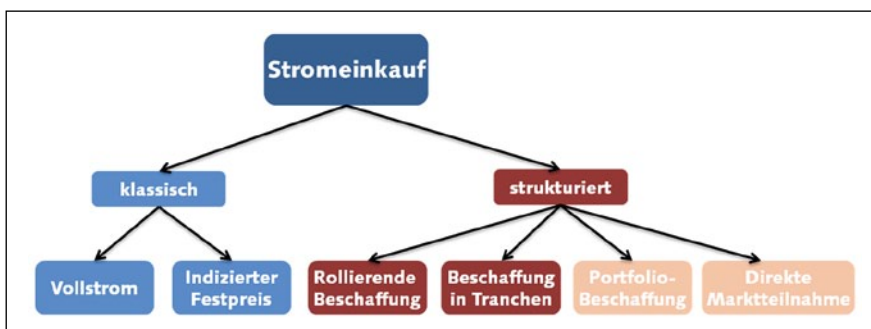 Stromeinkauf
klassisch
strukturiert
Vollstrom
Indizierter
Festpreis
Rollierende
Beschaffung
Beschaffung
in Tranchen
Portfolio-
Beschaffung
Direkte
Marktteilnahme